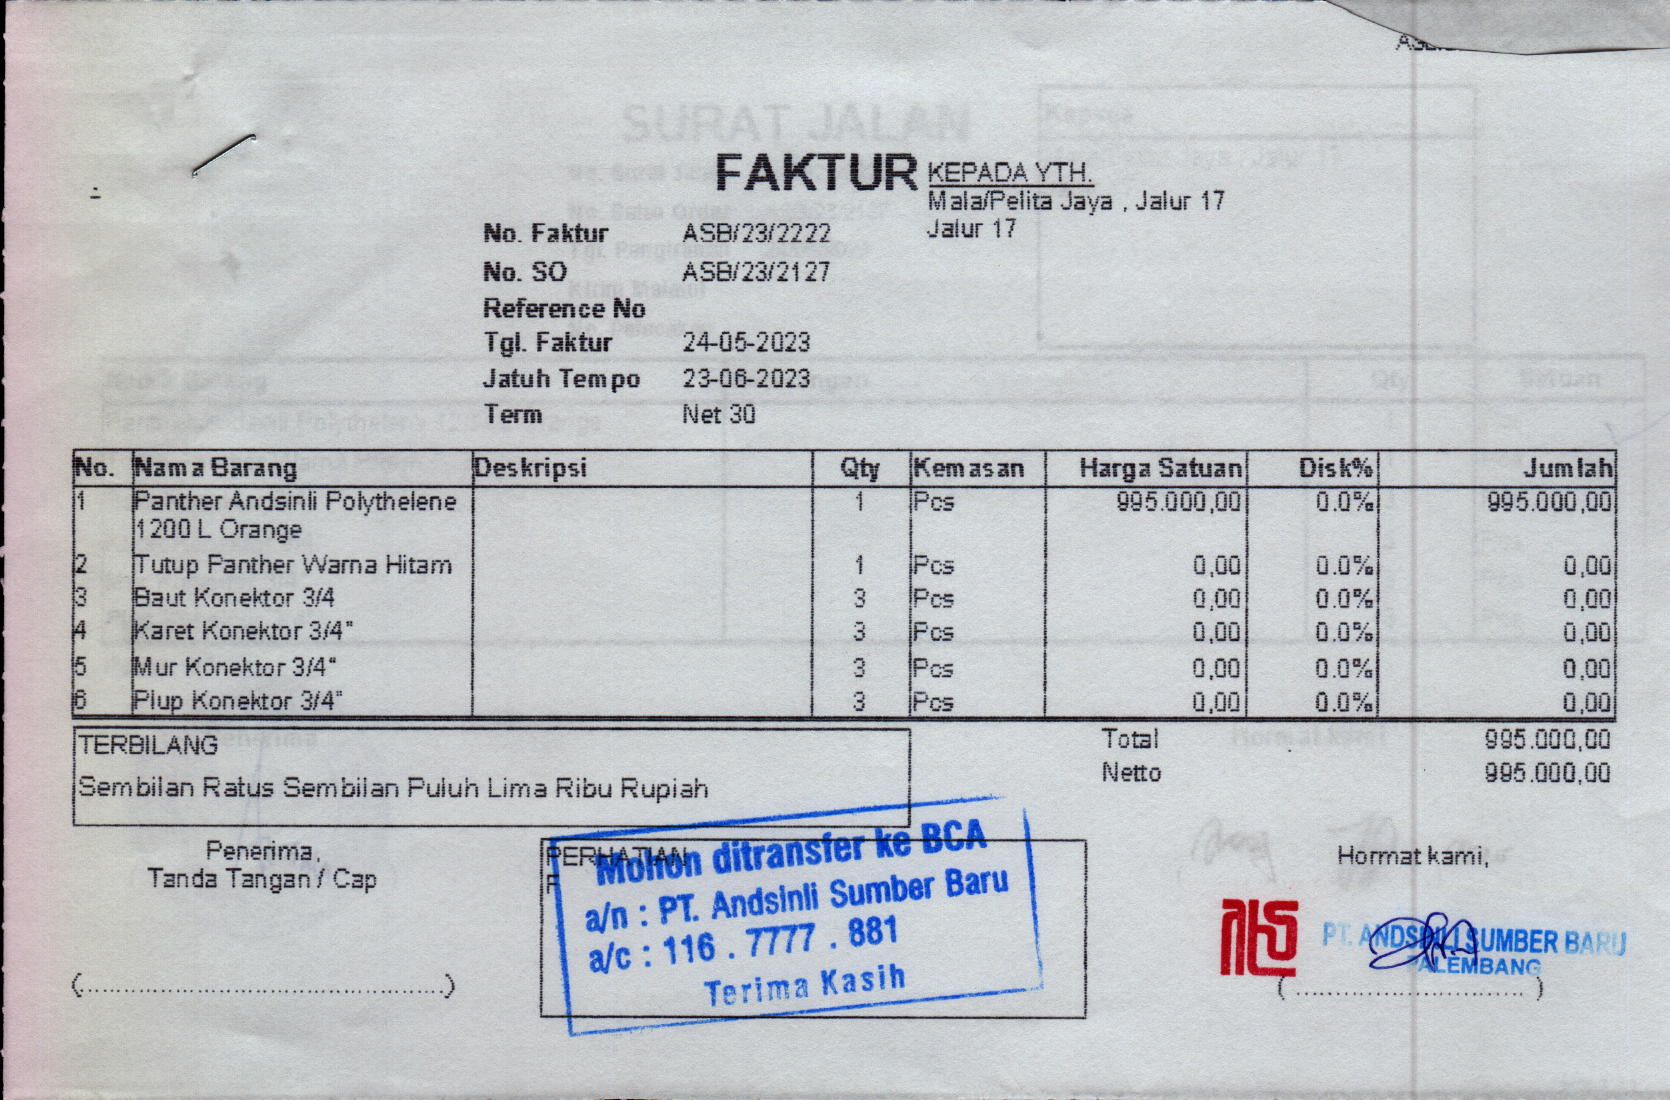 FAKTUR
KEPADA YTH.
Mala/Pelita Jaya , Jalur 17
Jalur 17
No. Faktur ASB/23/2222
No. SO ASB/23/2127
Reference No
Tgl. Faktur 24-05-2023
Jatuh Tempo 23-06-2023
Term Net 30
No. Nama Barang Deskripsi Qty Kemasan Harga Satuan Disk% Jumlah
1 Panther Andsinli Polythelene 1 Pcs 995.000,00 0.0% 995.000,00
1200 L Orange
2 Tutup Panther Warna Hitam 1 Pcs 0,00 0.0% 0,00
3 Baut Konektor 3/4 3 Pcs 0,00 0.0% 0,00
4 Karet Konektor 3/4" 3 Pcs 0,00 0.0% 0,00
5 Mur Konektor 3/4" 3 Pcs 0,00 0.0% 0,00
6 Plup Konektor 3/4" 3 Pcs 0,00 0.0% 0,00
TERBILANG
Sembilan Ratus Sembilan Puluh Lima Ribu Rupiah
Total 995.000,00
Netto 995.000,00
Penerima,
Tanda Tangan / Cap
PERHATIAN
F
Mohon ditransfer ke BCA
a/n : PT. Andsinli Sumber Baru
a/c : 116 . 7777 . 881
Terima Kasih
Hormat kami,
PT. ANDSINLI SUMBER BARU
PALEMBANG
SURAT JALAN